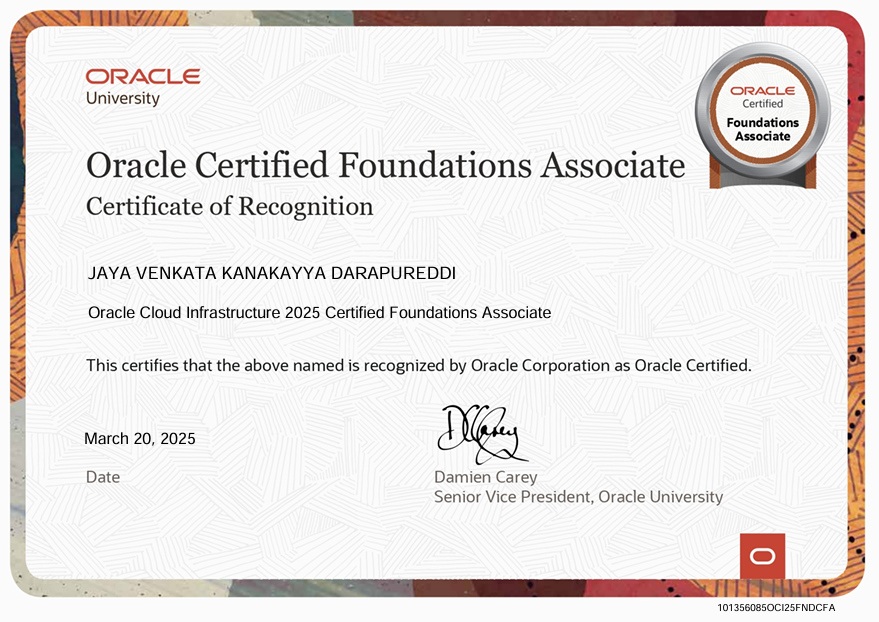 ORACLE
University
ORACLE
Certified
Foundations
Associate
Oracle Certified Foundations Associate
Certificate of Recognition
JAYA VENKATA KANAKAYYA DARAPUREDDI
Oracle Cloud Infrastructure 2025 Certified Foundations Associate
This certifies that the above named is recognized by Oracle Corporation as Oracle Certified.
March 20, 2025
Date
DCarey
Damien Carey
Senior Vice President, Oracle University
101356085OCI25FNDCFA